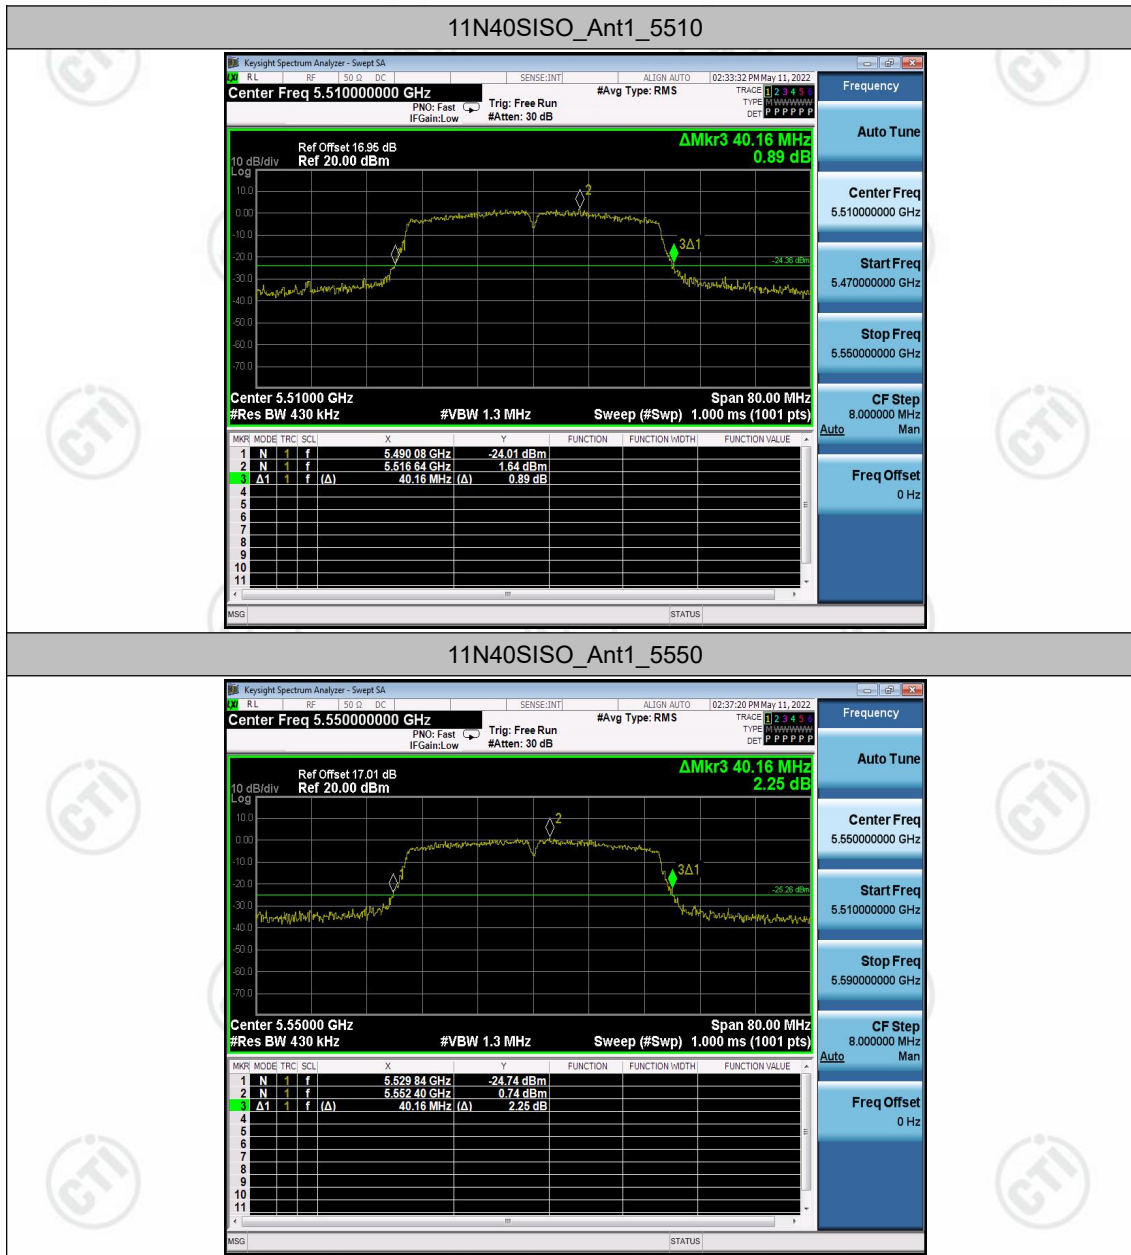 11N40SISO_Ant1_5510
Keysight Spectrum Analyzer - Swept SA
LXI RL RF 50 Ω DC SENSE:INT ALIGN AUTO 02:33:32 PM May 11, 2022
Center Freq 5.510000000 GHz #Avg Type: RMS TRACE 1 2 3 4 5 6
PNO: Fast Trig: Free Run TYPE M WWWWW
IFGain:Low #Atten: 30 dB DET P P P P P P
Frequency
Auto Tune
ΔMkr3 40.16 MHz
0.89 dB
Ref Offset 16.95 dB
10 dB/div Ref 20.00 dBm
Log
10.0
0.00
-10.0
-20.0
-30.0
-40.0
-50.0
-60.0
-70.0
2
3Δ1
-24.36 dBm
Center 5.51000 GHz Span 80.00 MHz
#Res BW 430 kHz #VBW 1.3 MHz Sweep (#Swp) 1.000 ms (1001 pts)
Center Freq
5.510000000 GHz
Start Freq
5.470000000 GHz
Stop Freq
5.550000000 GHz
CF Step
8.000000 MHz
Auto Man
Freq Offset
0 Hz
MKR MODE TRC SCL X Y FUNCTION FUNCTION WIDTH FUNCTION VALUE
1 N 1 f 5.490 08 GHz -24.01 dBm
2 N 1 f 5.516 64 GHz 1.64 dBm
3 Δ1 1 f (Δ) 40.16 MHz (Δ) 0.89 dB
4
5
6
7
8
9
10
11
MSG STATUS
11N40SISO_Ant1_5550
Keysight Spectrum Analyzer - Swept SA
LXI RL RF 50 Ω DC SENSE:INT ALIGN AUTO 02:37:20 PM May 11, 2022
Center Freq 5.550000000 GHz #Avg Type: RMS TRACE 1 2 3 4 5 6
PNO: Fast Trig: Free Run TYPE M WWWWW
IFGain:Low #Atten: 30 dB DET P P P P P P
Frequency
Auto Tune
ΔMkr3 40.16 MHz
2.25 dB
Ref Offset 17.01 dB
10 dB/div Ref 20.00 dBm
Log
10.0
0.00
-10.0
-20.0
-30.0
-40.0
-50.0
-60.0
-70.0
2
3Δ1
-25.26 dBm
Center 5.55000 GHz Span 80.00 MHz
#Res BW 430 kHz #VBW 1.3 MHz Sweep (#Swp) 1.000 ms (1001 pts)
Center Freq
5.550000000 GHz
Start Freq
5.510000000 GHz
Stop Freq
5.590000000 GHz
CF Step
8.000000 MHz
Auto Man
Freq Offset
0 Hz
MKR MODE TRC SCL X Y FUNCTION FUNCTION WIDTH FUNCTION VALUE
1 N 1 f 5.529 84 GHz -24.74 dBm
2 N 1 f 5.552 40 GHz 0.74 dBm
3 Δ1 1 f (Δ) 40.16 MHz (Δ) 2.25 dB
4
5
6
7
8
9
10
11
MSG STATUS
CTI
CTI
CTI
CTI
CTI
CTI